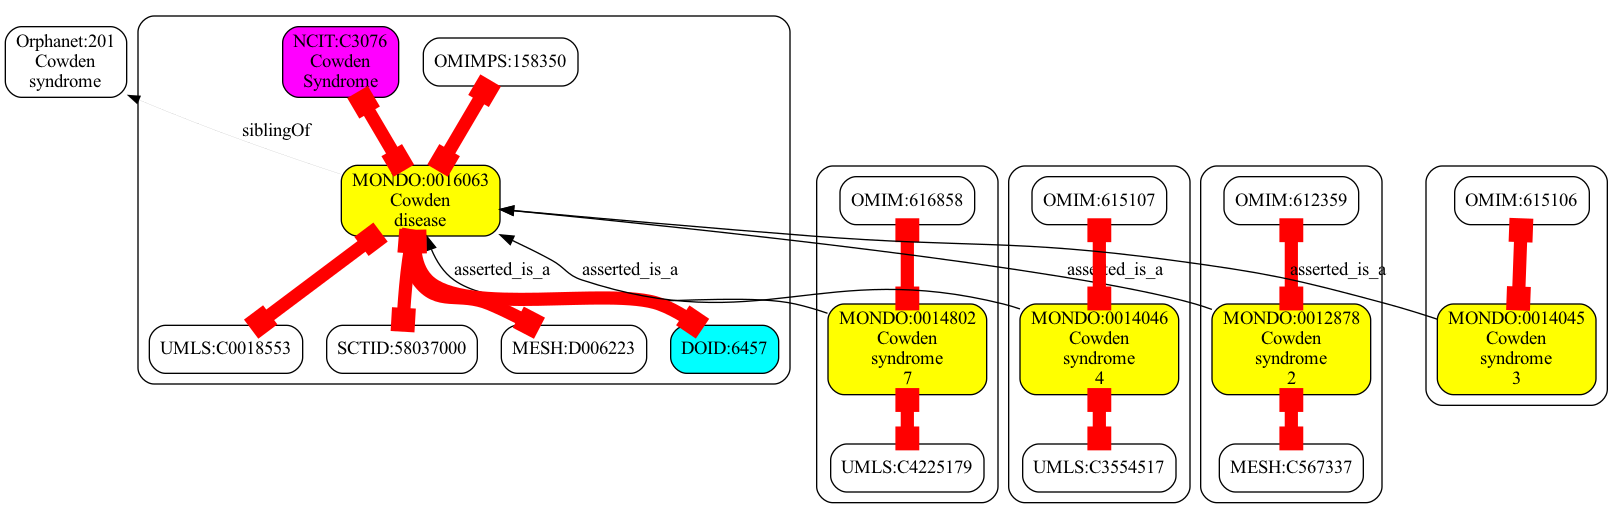 Orphanet:201
Cowden
syndrome
NCIT:C3076
Cowden
Syndrome
OMIMPS:158350
siblingOf
MONDO:0016063
Cowden
disease
OMIM:616858
OMIM:615107
OMIM:612359
OMIM:615106
asserted_is_a
asserted_is_a
asserted_is_a
asserted_is_a
UMLS:C0018553
SCTID:58037000
MESH:D006223
DOID:6457
MONDO:0014802
Cowden
syndrome
7
MONDO:0014046
Cowden
syndrome
4
MONDO:0012878
Cowden
syndrome
2
MONDO:0014045
Cowden
syndrome
3
UMLS:C4225179
UMLS:C3554517
MESH:C567337